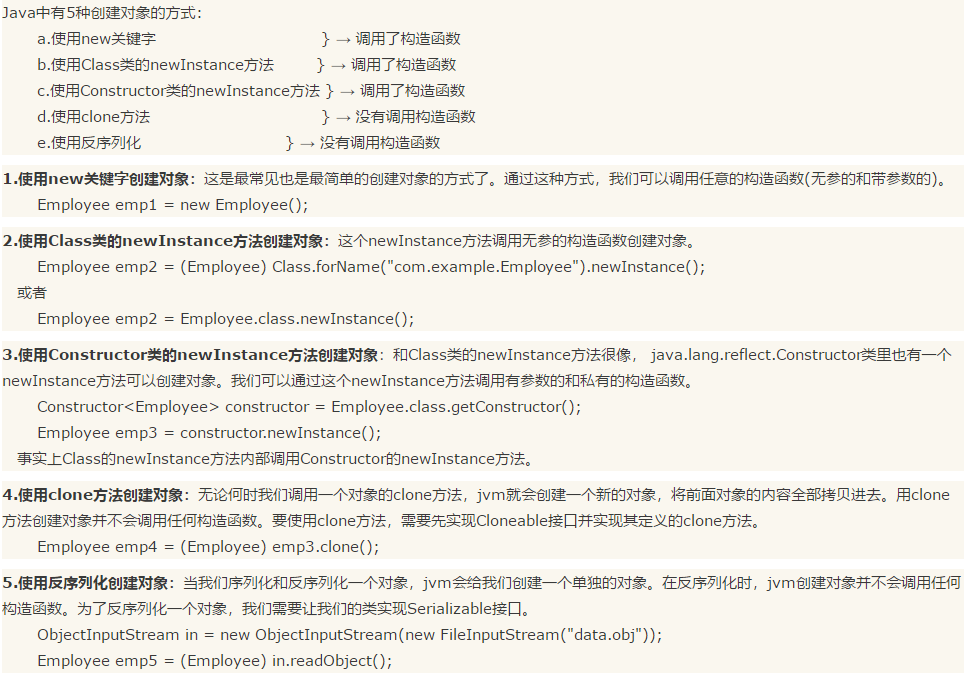 Java中有5种创建对象的方式:
a.使用new关键字 } → 调用了构造函数
b.使用Class类的newInstance方法 } → 调用了构造函数
c.使用Constructor类的newInstance方法 } → 调用了构造函数
d.使用clone方法 } → 没有调用构造函数
e.使用反序列化 } → 没有调用构造函数
1.使用new关键字创建对象：这是最常见也是最简单的创建对象的方式了。通过这种方式，我们可以调用任意的构造函数(无参的和带参数的)。
Employee emp1 = new Employee();
2.使用Class类的newInstance方法创建对象：这个newInstance方法调用无参的构造函数创建对象。
Employee emp2 = (Employee) Class.forName("com.example.Employee").newInstance();
或者
Employee emp2 = Employee.class.newInstance();
3.使用Constructor类的newInstance方法创建对象：和Class类的newInstance方法很像， java.lang.reflect.Constructor类里也有一个
newInstance方法可以创建对象。我们可以通过这个newInstance方法调用有参数的和私有的构造函数。
Constructor<Employee> constructor = Employee.class.getConstructor();
Employee emp3 = constructor.newInstance();
事实上Class的newInstance方法内部调用Constructor的newInstance方法。
4.使用clone方法创建对象：无论何时我们调用一个对象的clone方法，jvm就会创建一个新的对象，将前面对象的内容全部拷贝进去。用clone
方法创建对象并不会调用任何构造函数。要使用clone方法，需要先实现Cloneable接口并实现其定义的clone方法。
Employee emp4 = (Employee) emp3.clone();
5.使用反序列化创建对象：当我们序列化和反序列化一个对象，jvm会给我们创建一个单独的对象。在反序列化时，jvm创建对象并不会调用任何
构造函数。为了反序列化一个对象，我们需要让我们的类实现Serializable接口。
ObjectInputStream in = new ObjectInputStream(new FileInputStream("data.obj"));
Employee emp5 = (Employee) in.readObject();